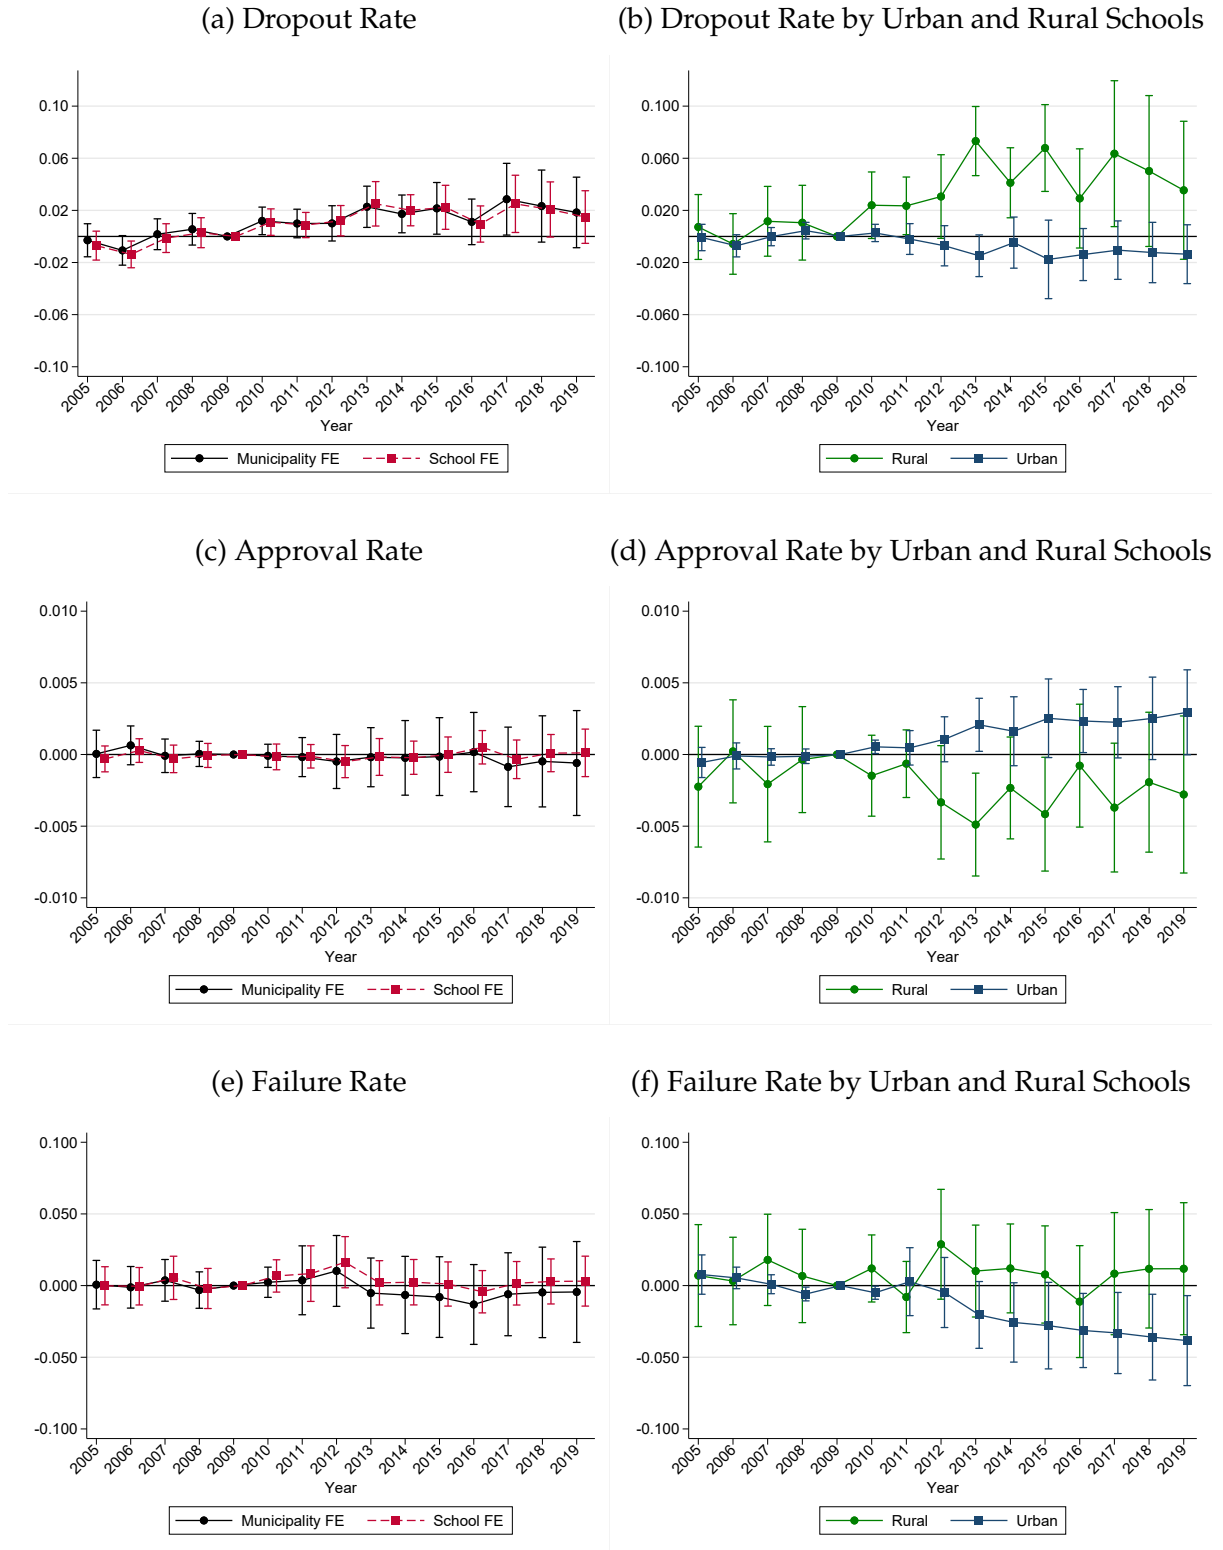 (a) Dropout Rate
(b) Dropout Rate by Urban and Rural Schools
0.10
0.06
0.02
-0.02
-0.06
-0.10
2005 2006 2007 2008 2009 2010 2011 2012 2013 2014 2015 2016 2017 2018 2019
Year
Municipality FE School FE
0.100
0.060
0.020
-0.020
-0.060
-0.100
2005 2006 2007 2008 2009 2010 2011 2012 2013 2014 2015 2016 2017 2018 2019
Year
Rural Urban
(c) Approval Rate
(d) Approval Rate by Urban and Rural Schools
0.010
0.005
0.000
-0.005
-0.010
2005 2006 2007 2008 2009 2010 2011 2012 2013 2014 2015 2016 2017 2018 2019
Year
Municipality FE School FE
0.010
0.005
0.000
-0.005
-0.010
2005 2006 2007 2008 2009 2010 2011 2012 2013 2014 2015 2016 2017 2018 2019
Year
Rural Urban
(e) Failure Rate
(f) Failure Rate by Urban and Rural Schools
0.100
0.050
0.000
-0.050
-0.100
2005 2006 2007 2008 2009 2010 2011 2012 2013 2014 2015 2016 2017 2018 2019
Year
Municipality FE School FE
0.100
0.050
0.000
-0.050
-0.100
2005 2006 2007 2008 2009 2010 2011 2012 2013 2014 2015 2016 2017 2018 2019
Year
Rural Urban